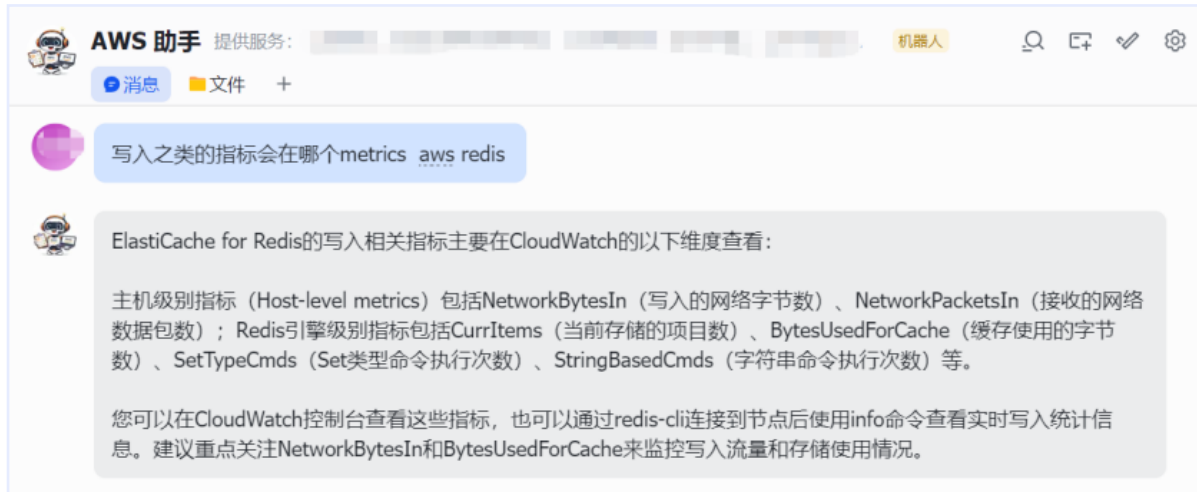 AWS 助手 提供服务： 机器人
消息 文件
写入之类的指标会在哪个metrics aws redis
ElastiCache for Redis的写入相关指标主要在CloudWatch的以下维度查看：
主机级别指标（Host-level metrics）包括NetworkBytesIn（写入的网络字节数）、NetworkPacketsIn（接收的网络
数据包数）；Redis引擎级别指标包括CurrItems（当前存储的项目数）、BytesUsedForCache（缓存使用的字节
数）、SetTypeCmds（Set类型命令执行次数）、StringBasedCmds（字符串命令执行次数）等。
您可以在CloudWatch控制台查看这些指标，也可以通过redis-cli连接到节点后使用info命令查看实时写入统计信
息。建议重点关注NetworkBytesIn和BytesUsedForCache来监控写入流量和存储使用情况。